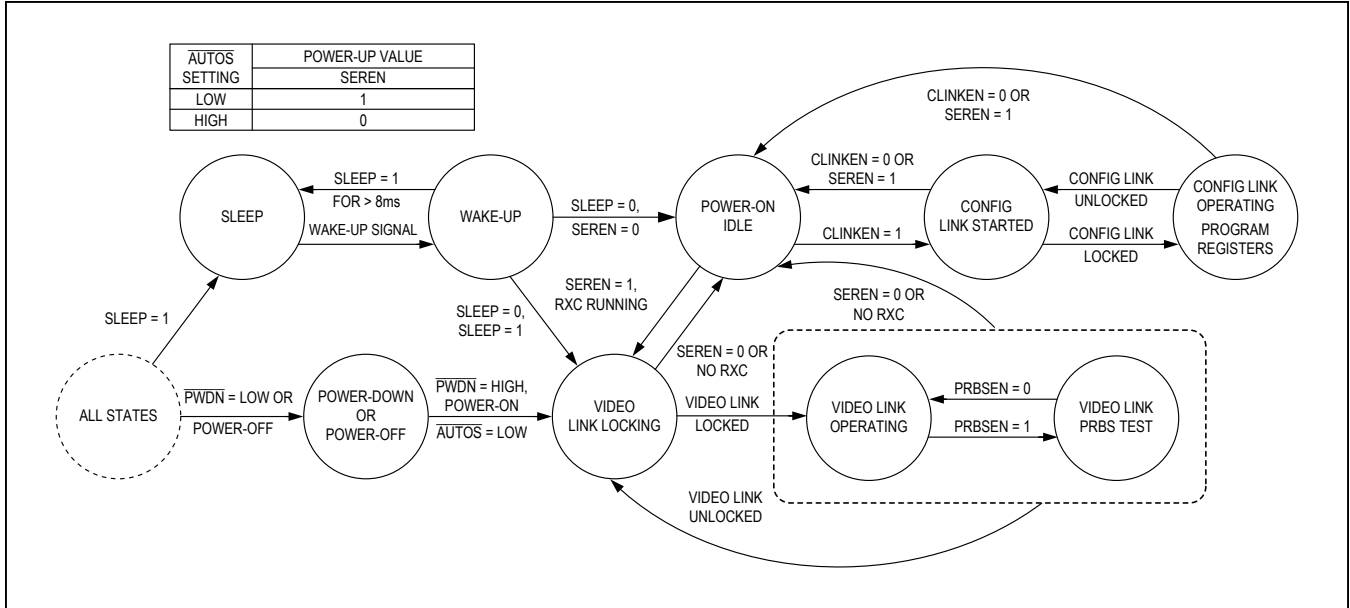 AUTOS
SETTING
POWER-UP VALUE
SEREN
LOW
1
HIGH
0
CLINKEN = 0 OR
SEREN = 1
SLEEP
SLEEP = 1
FOR > 8ms
WAKE-UP SIGNAL
WAKE-UP
SLEEP = 0,
SEREN = 0
POWER-ON
IDLE
CLINKEN = 0 OR
SEREN = 1
CLINKEN = 1
CONFIG
LINK STARTED
CONFIG LINK
UNLOCKED
CONFIG LINK
LOCKED
CONFIG LINK
OPERATING
PROGRAM
REGISTERS
SLEEP = 1
SLEEP = 0,
SLEEP = 1
SEREN = 1,
RXC RUNNING
SEREN = 0 OR
NO RXC
SEREN = 0 OR
NO RXC
ALL STATES
PWDN = LOW OR
POWER-OFF
POWER-DOWN
OR
POWER-OFF
PWDN = HIGH,
POWER-ON
AUTOS = LOW
VIDEO
LINK LOCKING
VIDEO LINK
LOCKED
VIDEO LINK
OPERATING
PRBSEN = 0
PRBSEN = 1
VIDEO LINK
PRBS TEST
VIDEO LINK
UNLOCKED